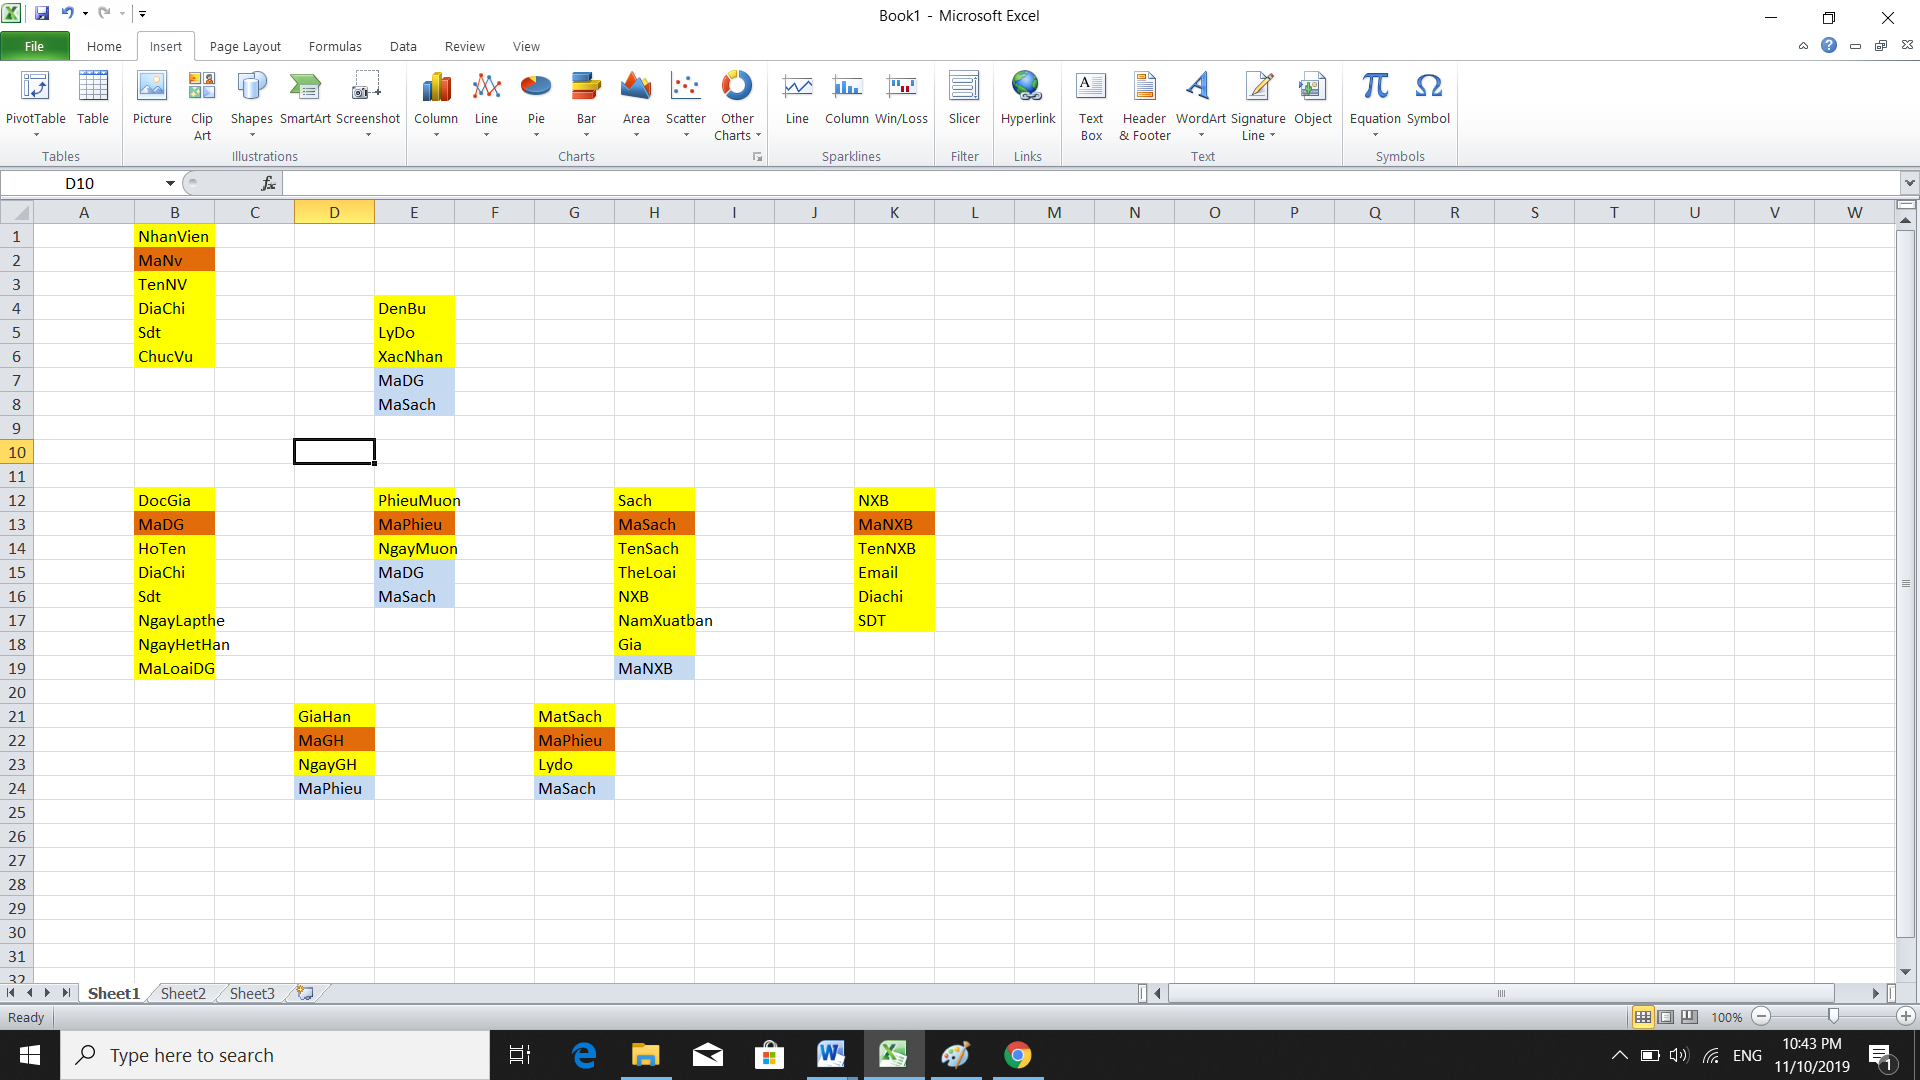 Book1 - Microsoft Excel
File Home Insert Page Layout Formulas Data Review View
PivotTable Table Picture Clip Art Shapes SmartArt Screenshot Column Line Pie Bar Area Scatter Other Charts Line Column Win/Loss Slicer Hyperlink Text Box Header & Footer WordArt Signature Line Object Equation Symbol
Tables Illustrations Charts Sparklines Filter Links Text Symbols
D10 fx
A B C D E F G H I J K L M N O P Q R S T U V W
1 NhanVien
2 MaNv
3 TenNV
4 DiaChi DenBu
5 Sdt LyDo
6 ChucVu XacNhan
7 MaDG
8 MaSach
9
10
11
12 DocGia PhieuMuon Sach NXB
13 MaDG MaPhieu MaSach MaNXB
14 HoTen NgayMuon TenSach TenNXB
15 DiaChi MaDG TheLoai Email
16 Sdt MaSach NXB Diachi
17 NgayLapthe NamXuatban SDT
18 NgayHetHan Gia
19 MaLoaiDG MaNXB
20
21 GiaHan MatSach
22 MaGH MaPhieu
23 NgayGH Lydo
24 MaPhieu MaSach
25
26
27
28
29
30
31
32
Sheet1 Sheet2 Sheet3
Ready 100%
Type here to search ENG 10:43 PM
11/10/2019 1